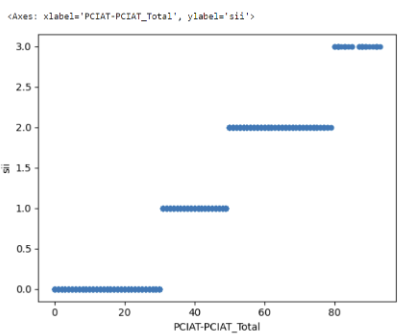 <Axes: xlabel='PCIAT-PCIAT_Total', ylabel='sii'>
3.0
2.5
2.0
1.5
1.0
0.5
0.0
sii
0 20 40 60 80
PCIAT-PCIAT_Total